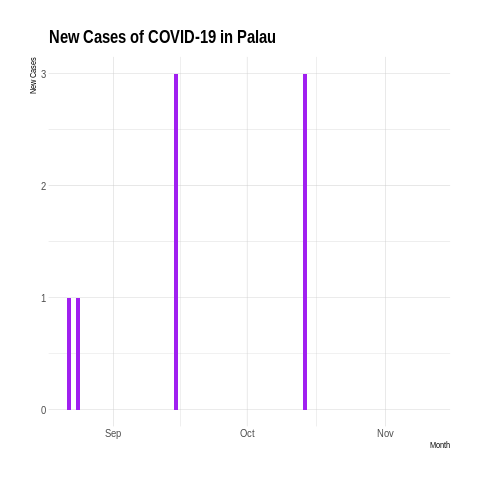 New Cases of COVID-19 in Palau
New Cases
3
2
1
0
Sep Oct Nov
Month